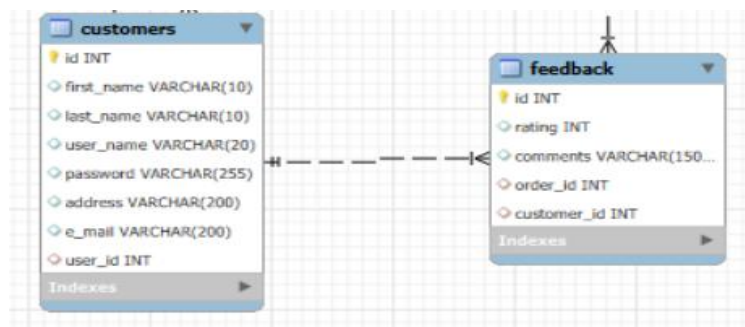 customers
id INT
first_name VARCHAR(10)
last_name VARCHAR(10)
user_name VARCHAR(20)
password VARCHAR(255)
address VARCHAR(200)
e_mail VARCHAR(200)
user_id INT
Indexes
feedback
id INT
rating INT
comments VARCHAR(150...
order_id INT
customer_id INT
Indexes